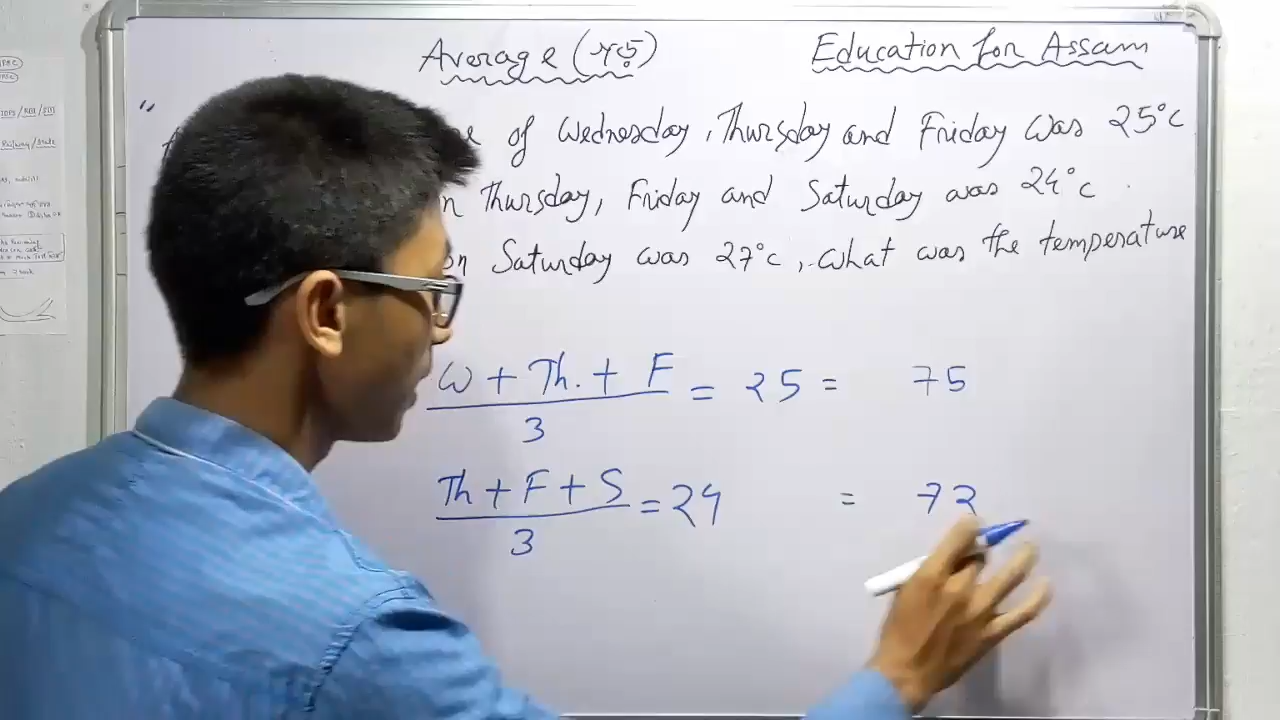 Average (র‍্যাঃ) Education for Assam
"
of Wednesday, Thursday and Friday was 25°c
Thursday, Friday and Saturday was 24°c
on Saturday was 27°c, what was the temperature
W + Th. + F / 3 = 25 = 75
Th + F + S / 3 = 24 = 72